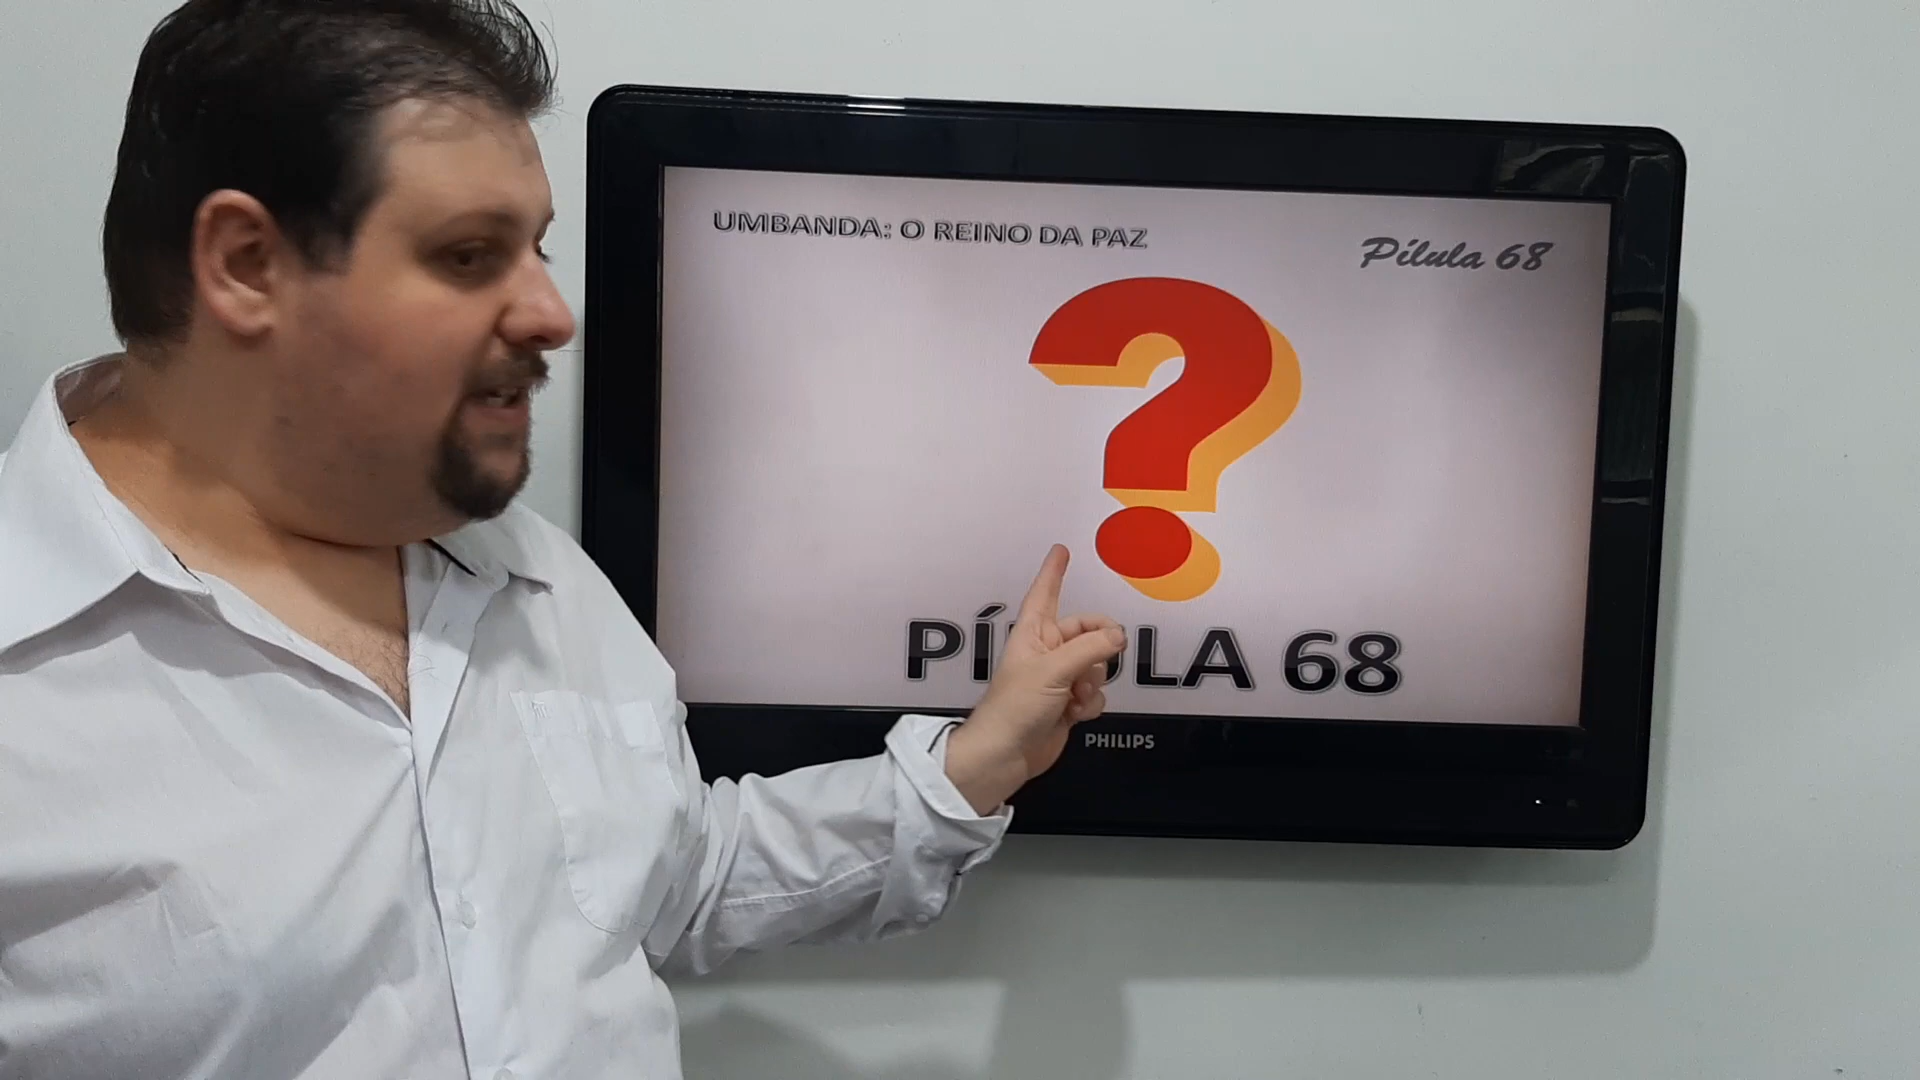 UMBANDA: O REINO DA PAZ
Pílula 68
?
PÍLULA 68
PHILIPS